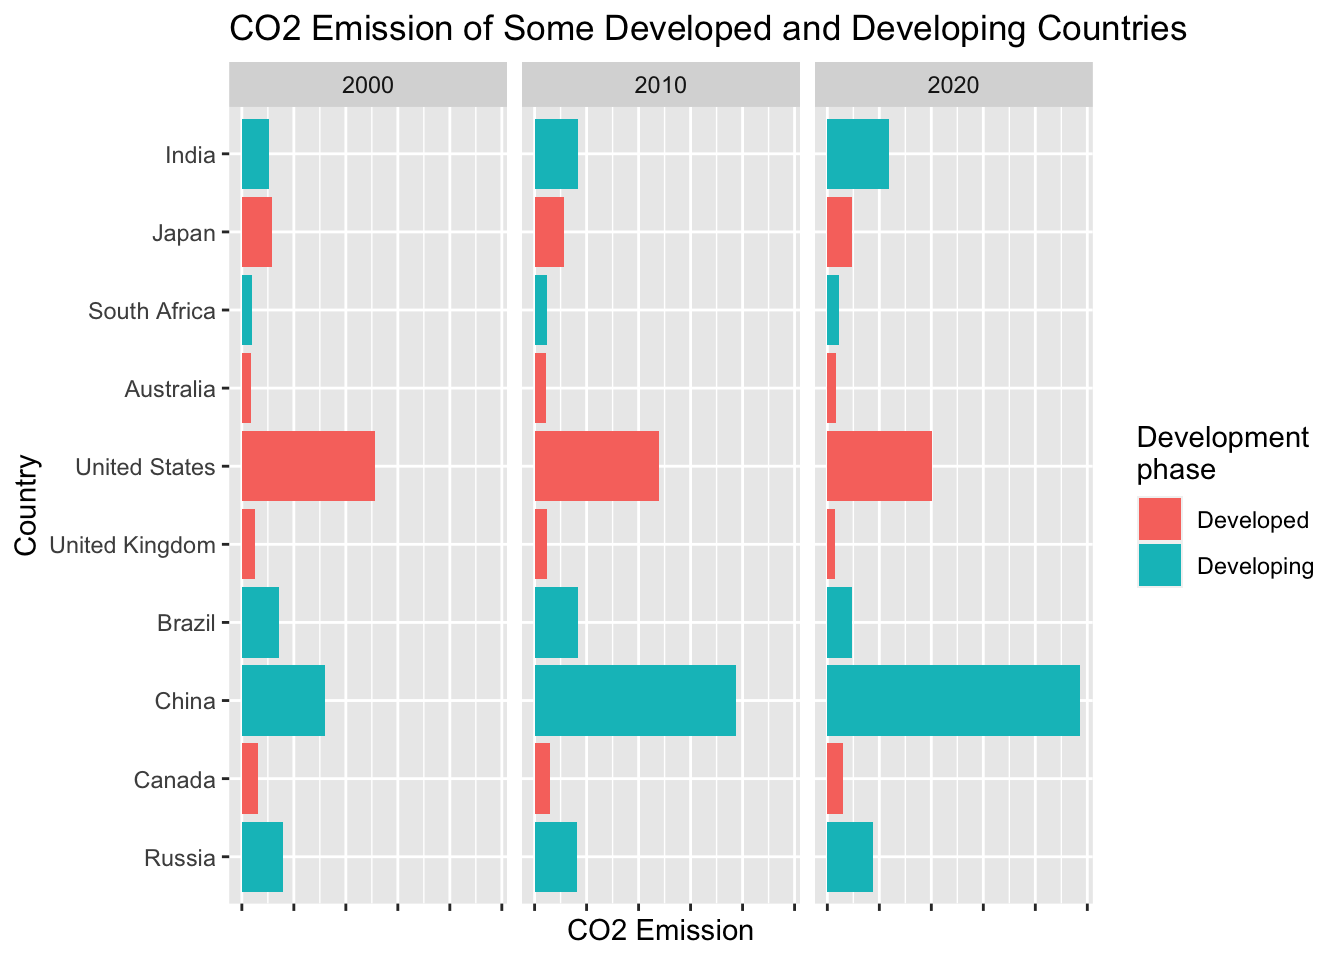 CO2 Emission of Some Developed and Developing Countries
2000
2010
2020
India
Japan
South Africa
Australia
United States
United Kingdom
Brazil
China
Canada
Russia
Country
CO2 Emission
Development
phase
Developed
Developing